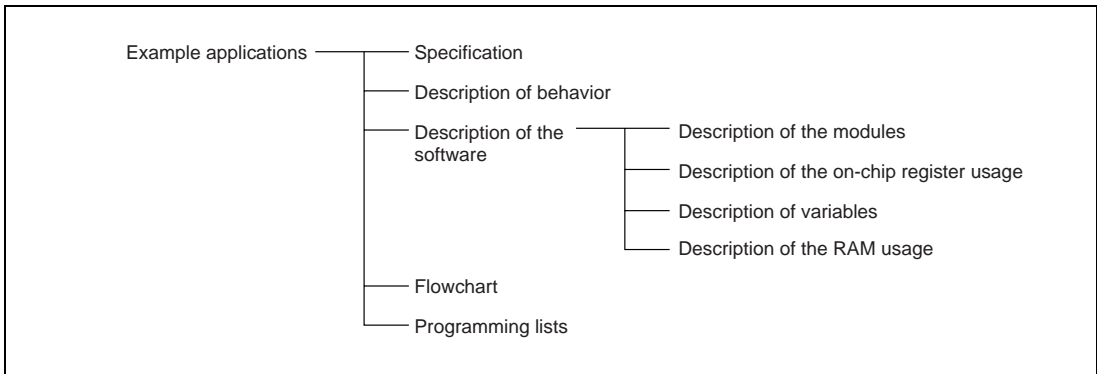 Example applications
Specification
Description of behavior
Description of the
software
Description of the modules
Description of the on-chip register usage
Description of variables
Description of the RAM usage
Flowchart
Programming lists